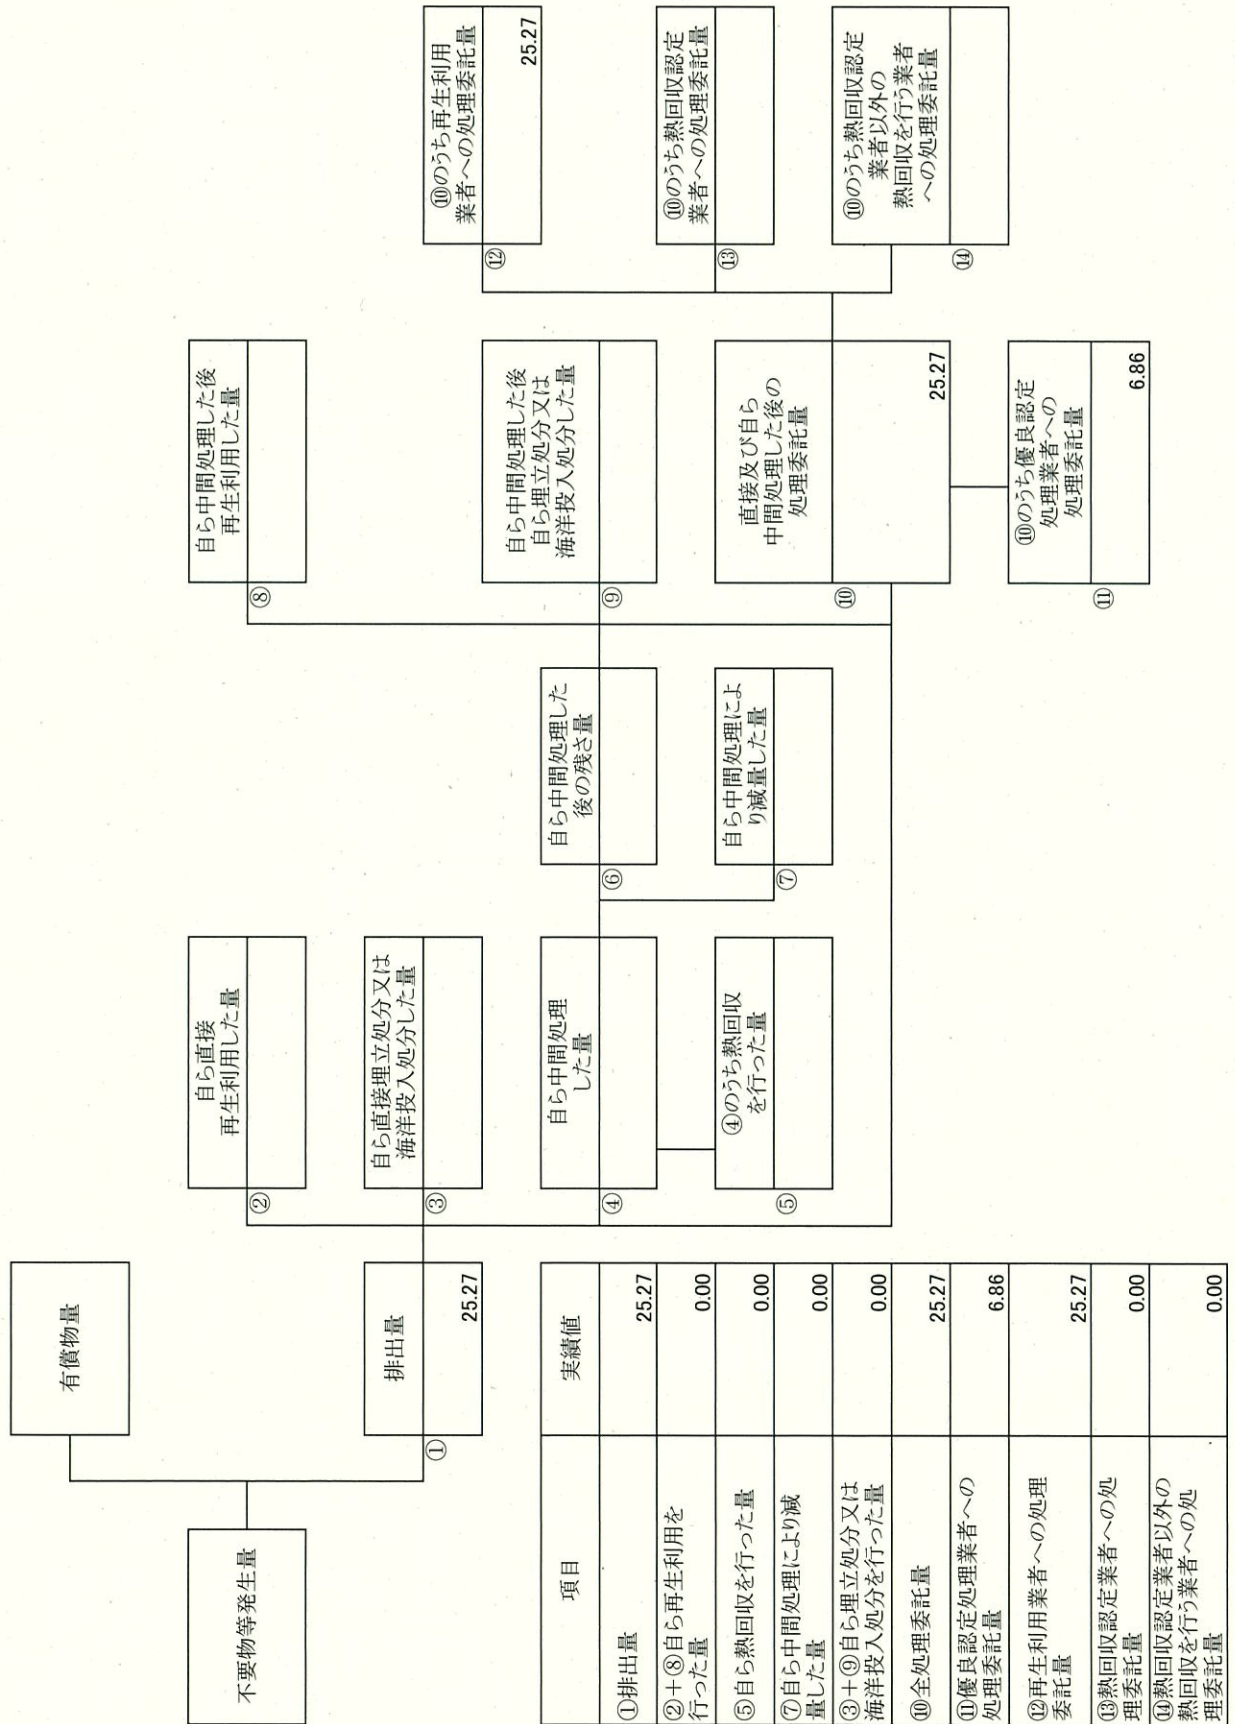 不要物等発生量
有償物量
①
排出量
25.27
②
自ら直接
再生利用した量
③
自ら直接埋立処分又は
海洋投入処分した量
④
自ら中間処理
した量
⑤
④のうち熱回収
を行った量
⑥
自ら中間処理した
後の残さ量
⑦
自ら中間処理によ
り減量した量
⑧
自ら中間処理した後
再生利用した量
⑨
自ら中間処理した後
自ら埋立処分又は
海洋投入処分した量
⑩
直接及び自ら
中間処理した後の
処理委託量
25.27
⑪
⑩のうち優良認定
処理業者への
処理委託量
6.86
⑫
⑩のうち再生利用
業者への処理委託量
25.27
⑬
⑩のうち熱回収認定
業者への処理委託量
⑭
⑩のうち熱回収認定
業者以外の
熱回収を行う業者
への処理委託量
項目 実績値
①排出量 25.27
②+⑧自ら再生利用を
行った量 0.00
⑤自ら熱回収を行った量 0.00
⑦自ら中間処理により減
量した量 0.00
③+⑨自ら埋立処分又は
海洋投入処分を行った量 0.00
⑩全処理委託量 25.27
⑪優良認定処理業者への
処理委託量 6.86
⑫再生利用業者への処理
委託量 25.27
⑬熱回収認定業者への処
理委託量 0.00
⑭熱回収認定業者以外の
熱回収を行う業者への処
理委託量 0.00